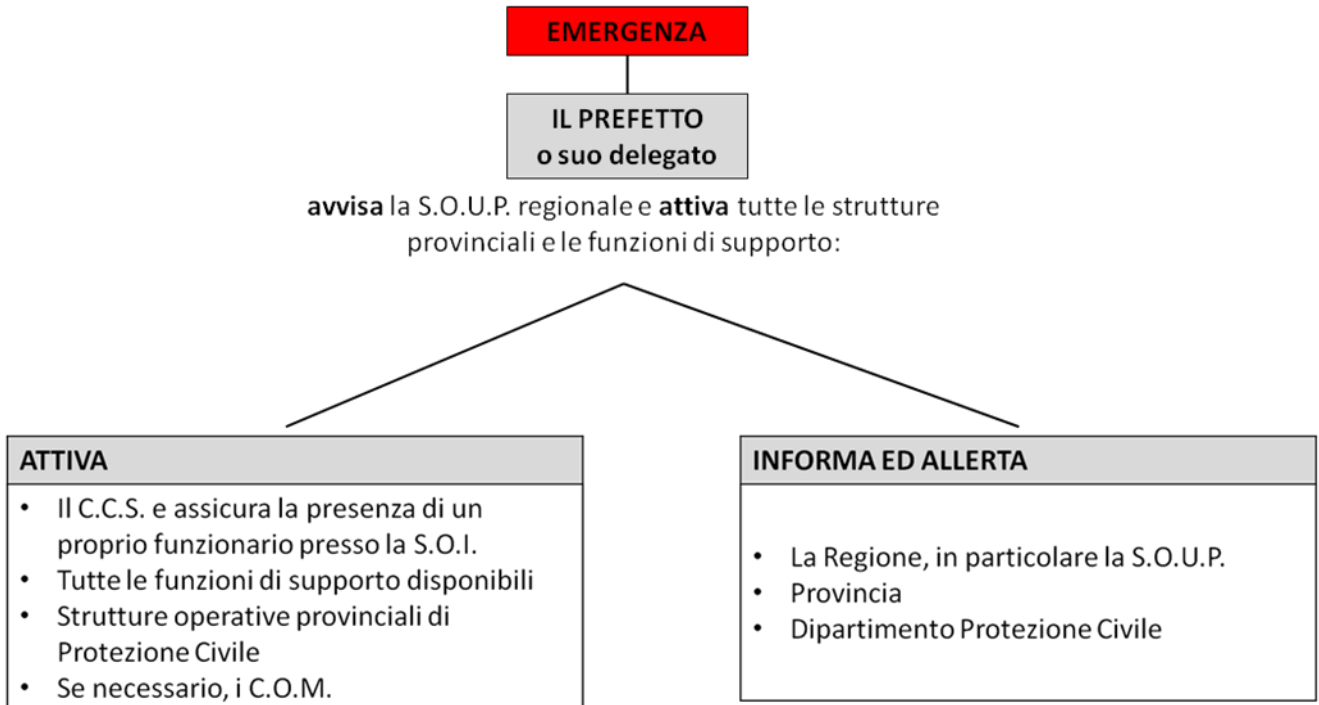 EMERGENZA
IL PREFETTO
o suo delegato
avvisa la S.O.U.P. regionale e attiva tutte le strutture
provinciali e le funzioni di supporto:
ATTIVA
• Il C.C.S. e assicura la presenza di un
proprio funzionario presso la S.O.I.
• Tutte le funzioni di supporto disponibili
• Strutture operative provinciali di
Protezione Civile
• Se necessario, i C.O.M.
INFORMA ED ALLERTA
• La Regione, in particolare la S.O.U.P.
• Provincia
• Dipartimento Protezione Civile